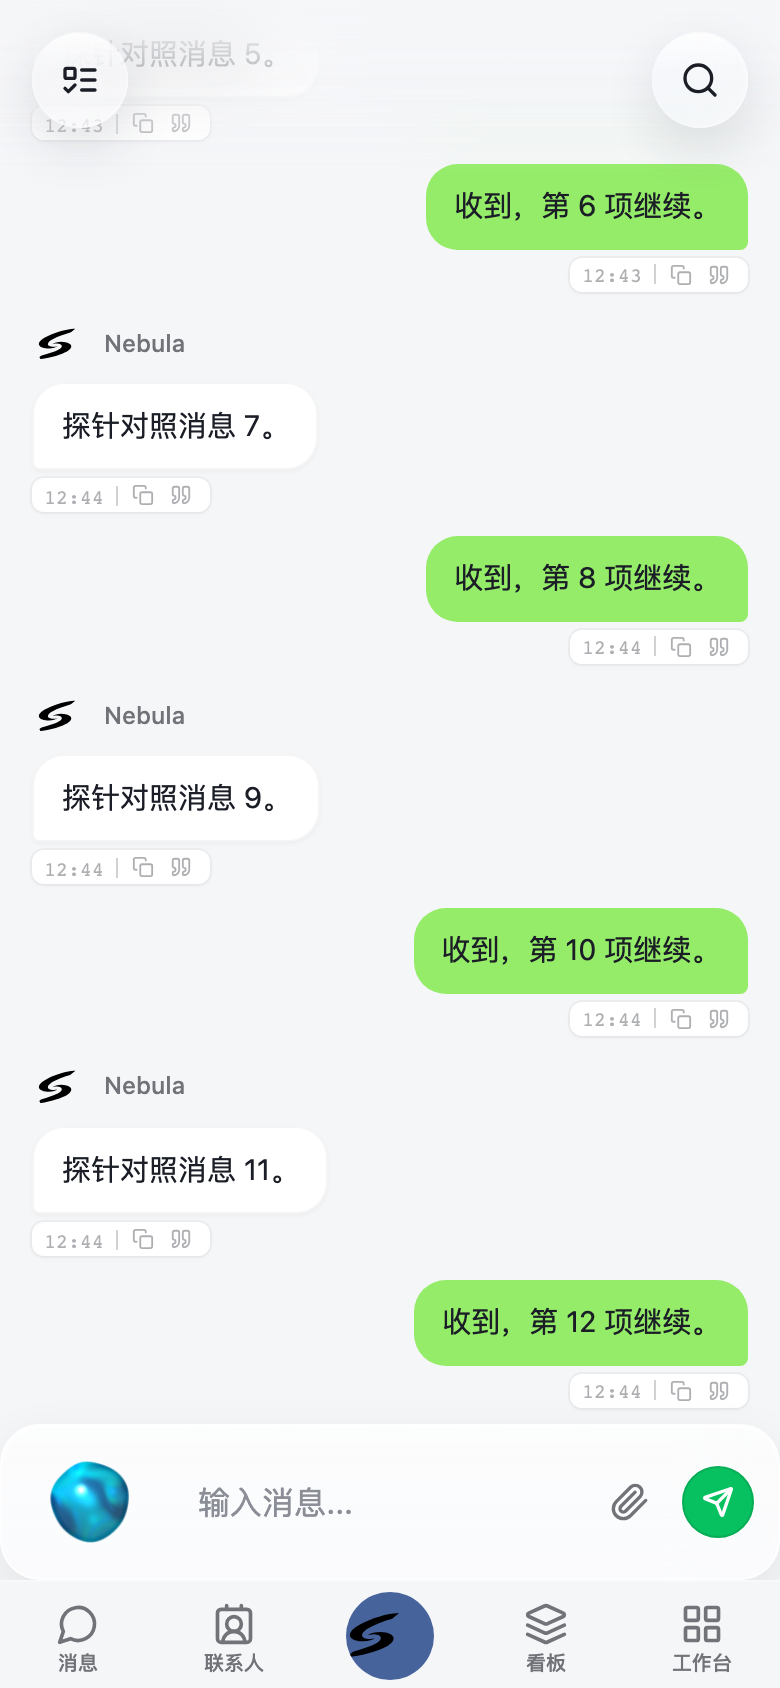 针对照消息 5。
12:43
收到，第 6 项继续。
12:43
Nebula
探针对照消息 7。
12:44
收到，第 8 项继续。
12:44
Nebula
探针对照消息 9。
12:44
收到，第 10 项继续。
12:44
Nebula
探针对照消息 11。
12:44
收到，第 12 项继续。
12:44
输入消息...
消息
联系人
看板
工作台